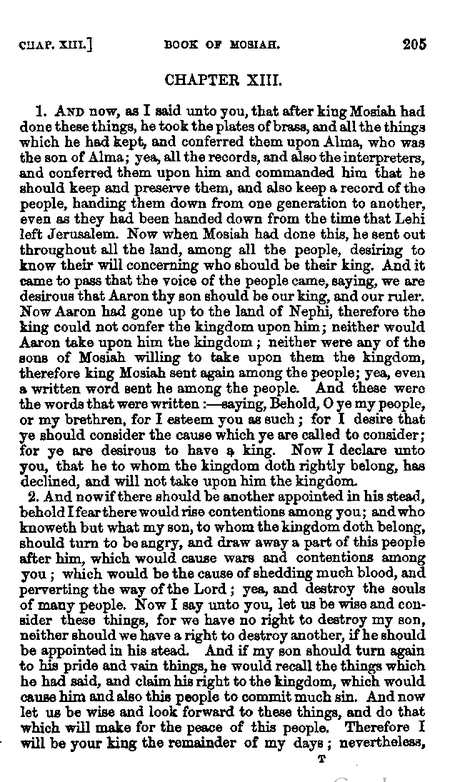 CHAP. XIII.] BOOK OF MOSIAH. 205
CHAPTER XIII.
1. AND now, as I said unto you, that after king Mosiah had
done these things, he took the plates of brass, and all the things
which he had kept, and conferred them upon Alma, who was
the son of Alma; yea, all the records, and also the interpreters,
and conferred them upon him and commanded him that he
should keep and preserve them, and also keep a record of the
people, handing them down from one generation to another,
even as they had been handed down from the time that Lehi
left Jerusalem. Now when Mosiah had done this, he sent out
throughout all the land, among all the people, desiring to
know their will concerning who should be their king. And it
came to pass that the voice of the people came, saying, we are
desirous that Aaron thy son should be our king, and our ruler.
Now Aaron had gone up to the land of Nephi, therefore the
king could not confer the kingdom upon him; neither would
Aaron take upon him the kingdom; neither were any of the
sons of Mosiah willing to take upon them the kingdom,
therefore king Mosiah sent again among the people; yea, even
a written word sent he among the people. And these were
the words that were written:—saying, Behold, O ye my people,
or my brethren, for I esteem you as such; for I desire that
ye should consider the cause which ye are called to consider;
for ye are desirous to have a king. Now I declare unto
you, that he to whom the kingdom doth rightly belong, has
declined, and will not take upon him the kingdom.
2. And now if there should be another appointed in his stead,
behold I fear there would rise contentions among you; and who
knoweth but what my son, to whom the kingdom doth belong,
should turn to be angry, and draw away a part of this people
after him, which would cause wars and contentions among
you; which would be the cause of shedding much blood, and
perverting the way of the Lord; yea, and destroy the souls
of many people. Now I say unto you, let us be wise and con-
sider these things, for we have no right to destroy my son,
neither should we have a right to destroy another, if he should
be appointed in his stead. And if my son should turn again
to his pride and vain things, he would recall the things which
he had said, and claim his right to the kingdom, which would
cause him and also this people to commit much sin. And now
let us be wise and look forward to these things, and do that
which will make for the peace of this people. Therefore I
will be your king the remainder of my days; nevertheless,
T